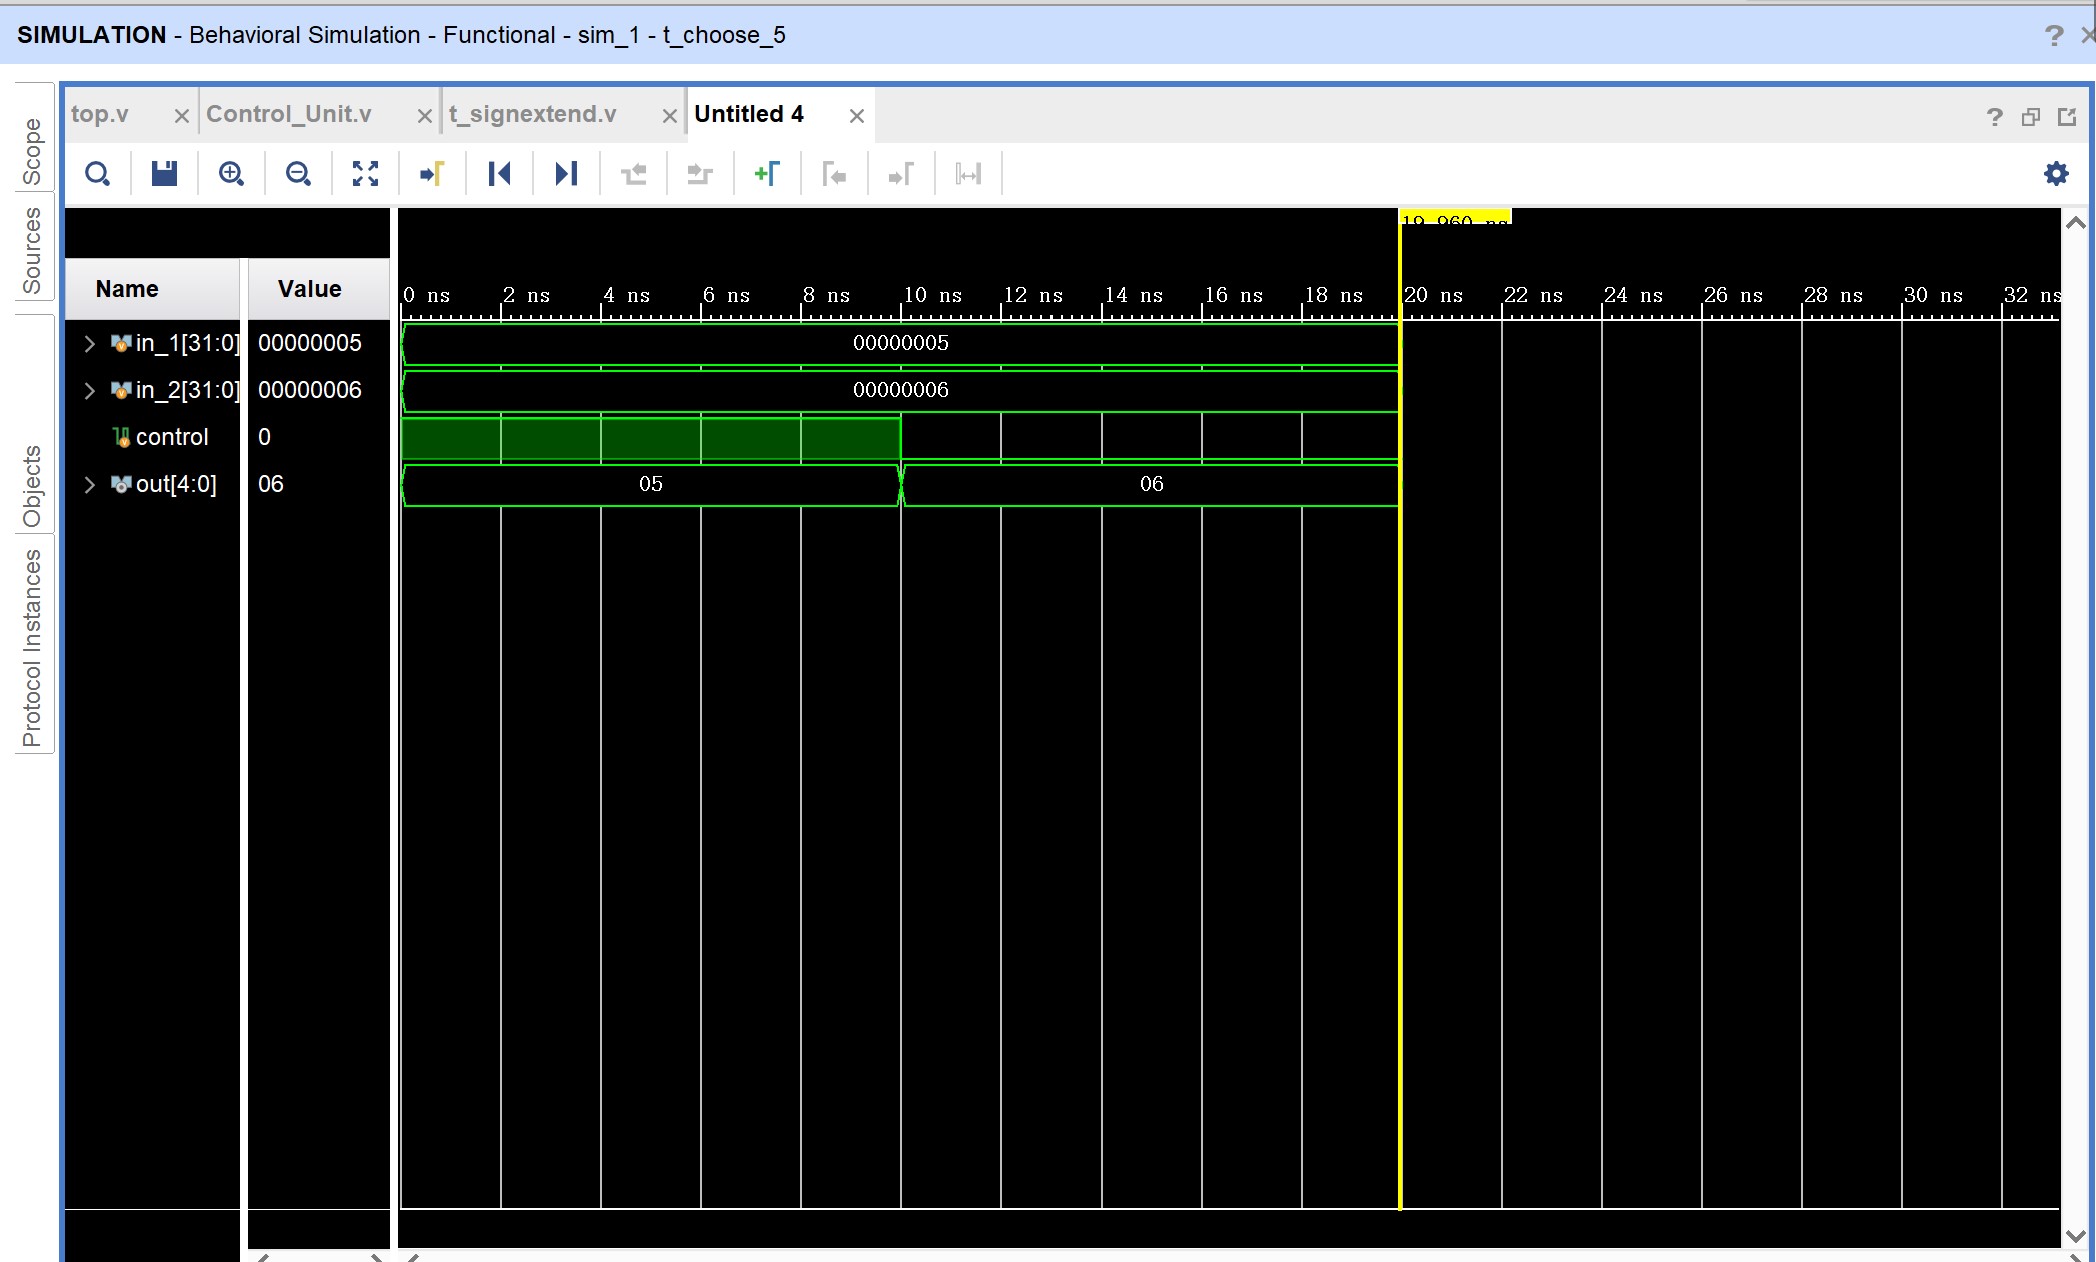 SIMULATION - Behavioral Simulation - Functional - sim_1 - t_choose_5
Scope
Sources
Objects
Protocol Instances
top.v
Control_Unit.v
t_signextend.v
Untitled 4
19.960 ns
Name
Value
0 ns
2 ns
4 ns
6 ns
8 ns
10 ns
12 ns
14 ns
16 ns
18 ns
20 ns
22 ns
24 ns
26 ns
28 ns
30 ns
32 ns
in_1[31:0] 00000005 00000005
in_2[31:0] 00000006 00000006
control 0
out[4:0] 06 05 06